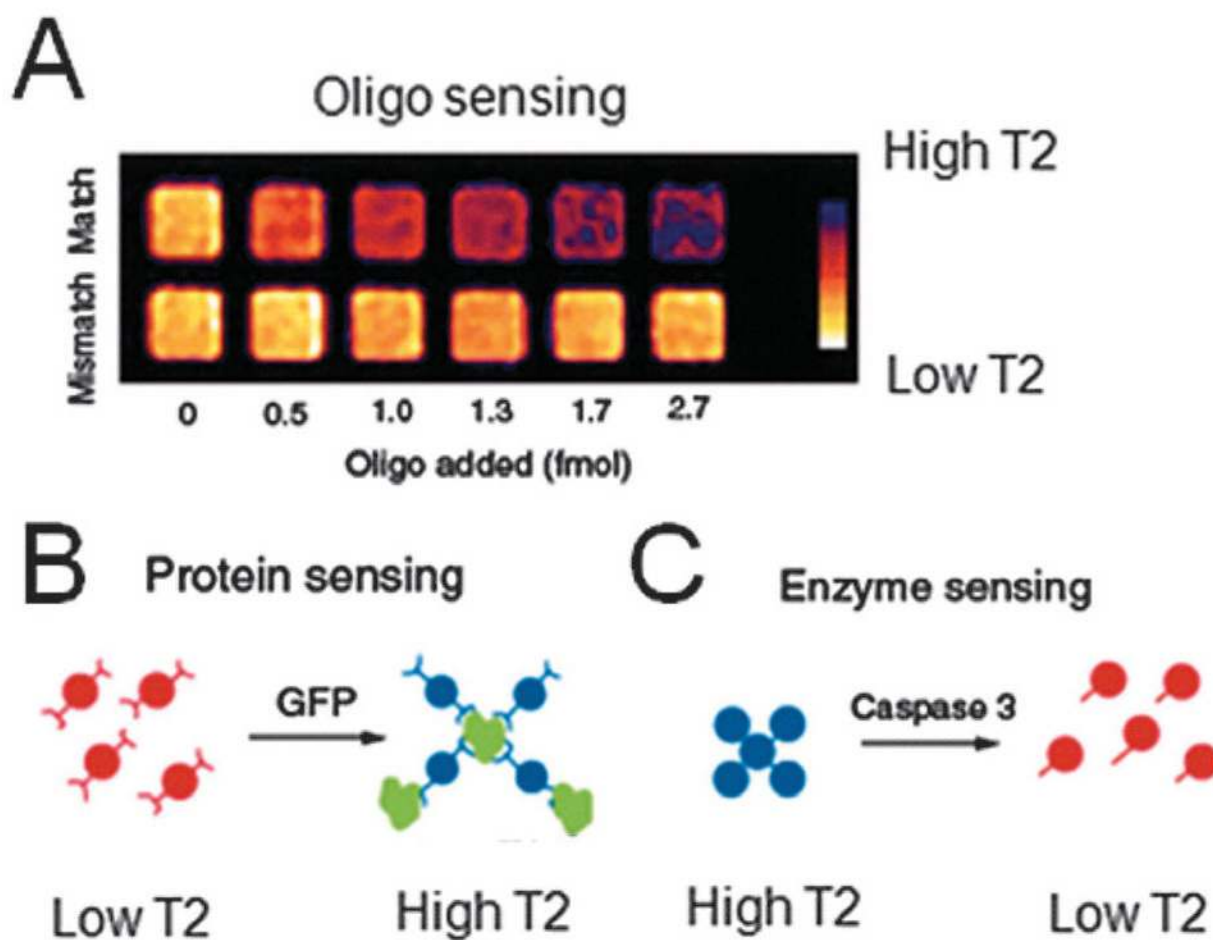 A
Oligo sensing
High T2
Match
Mismatch
Low T2
0 0.5 1.0 1.3 1.7 2.7
Oligo added (fmol)
B
Protein sensing
GFP
Low T2
High T2
C
Enzyme sensing
Caspase 3
High T2
Low T2